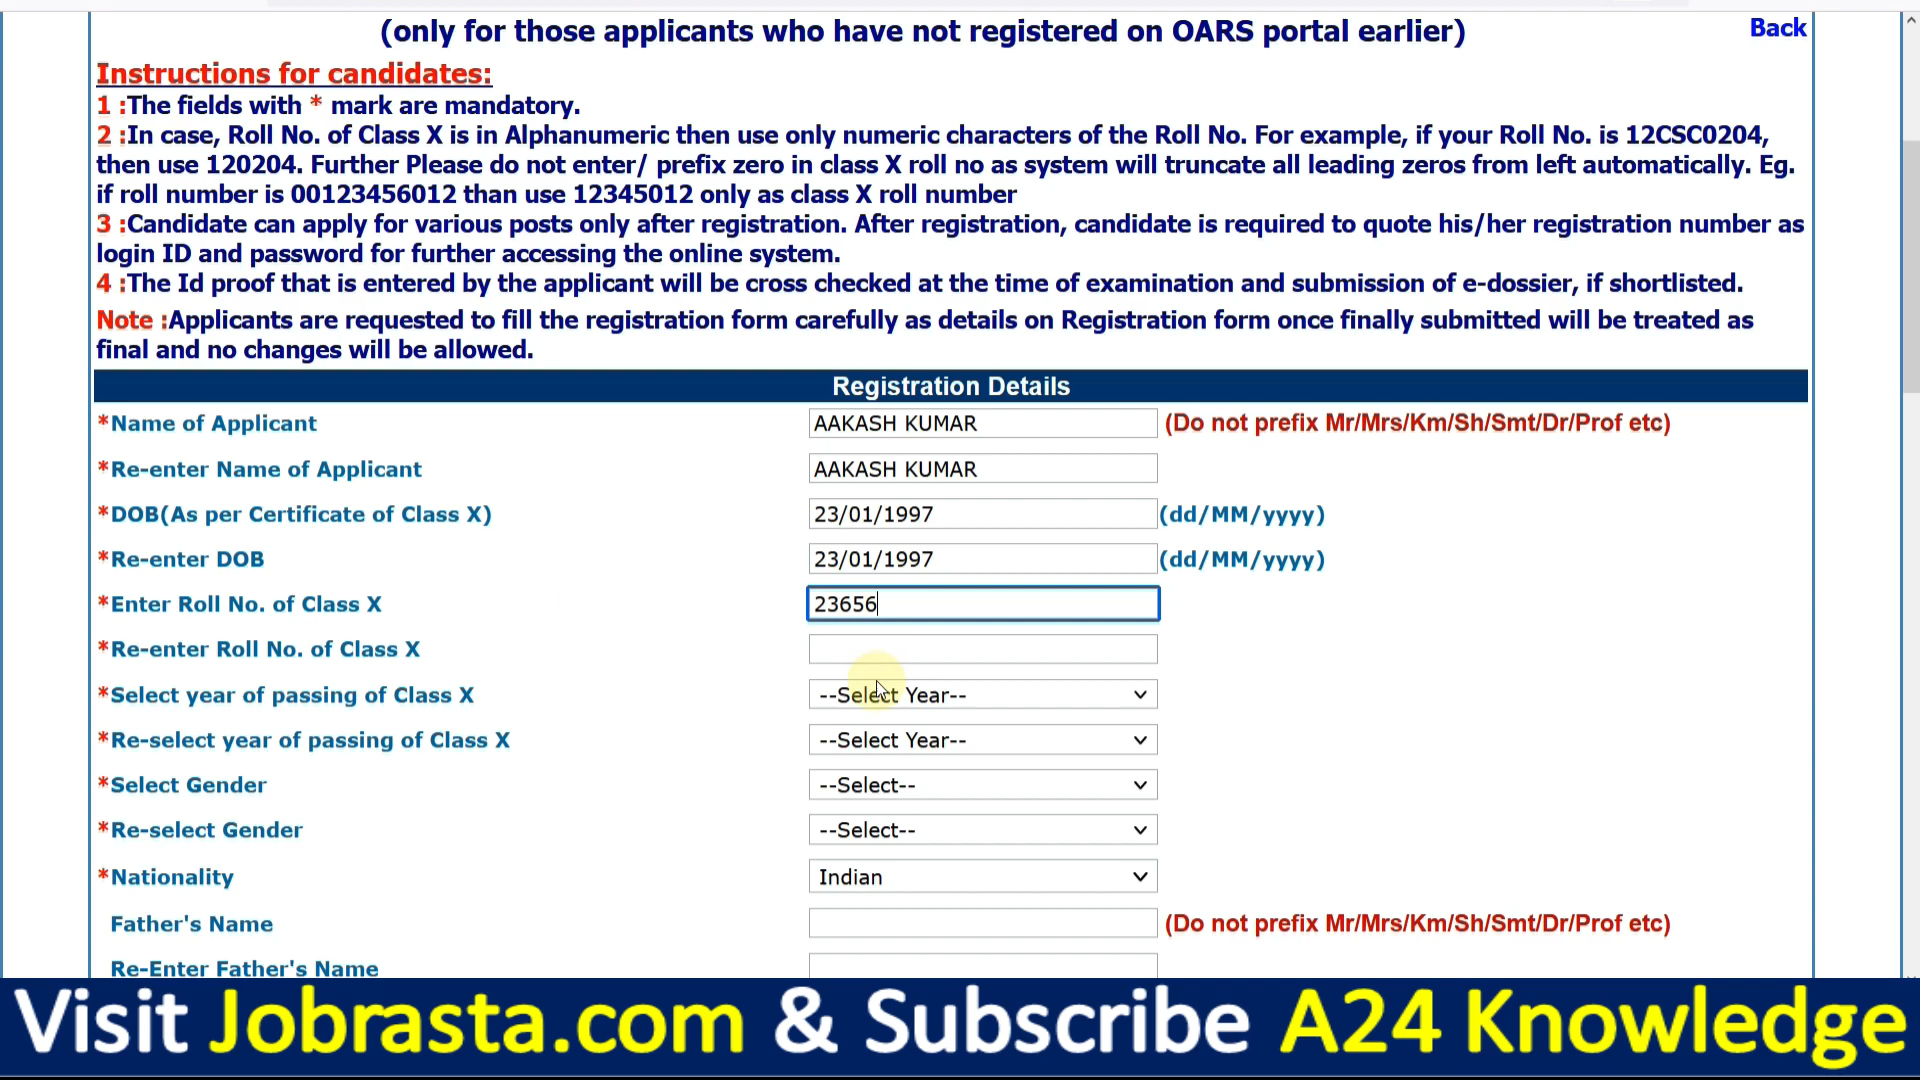 (only for those applicants who have not registered on OARS portal earlier)
Back
Instructions for candidates:
1 :The fields with * mark are mandatory.
2 :In case, Roll No. of Class X is in Alphanumeric then use only numeric characters of the Roll No. For example, if your Roll No. is 12CSC0204,
then use 120204. Further Please do not enter/ prefix zero in class X roll no as system will truncate all leading zeros from left automatically. Eg.
if roll number is 00123456012 than use 12345012 only as class X roll number
3 :Candidate can apply for various posts only after registration. After registration, candidate is required to quote his/her registration number as
login ID and password for further accessing the online system.
4 :The Id proof that is entered by the applicant will be cross checked at the time of examination and submission of e-dossier, if shortlisted.
Note :Applicants are requested to fill the registration form carefully as details on Registration form once finally submitted will be treated as
final and no changes will be allowed.
Registration Details
*Name of Applicant AAKASH KUMAR (Do not prefix Mr/Mrs/Km/Sh/Smt/Dr/Prof etc)
*Re-enter Name of Applicant AAKASH KUMAR
*DOB(As per Certificate of Class X) 23/01/1997 (dd/MM/yyyy)
*Re-enter DOB 23/01/1997 (dd/MM/yyyy)
*Enter Roll No. of Class X 23656
*Re-enter Roll No. of Class X
*Select year of passing of Class X --Select Year--
*Re-select year of passing of Class X --Select Year--
*Select Gender --Select--
*Re-select Gender --Select--
*Nationality Indian
Father's Name (Do not prefix Mr/Mrs/Km/Sh/Smt/Dr/Prof etc)
Re-Enter Father's Name
Visit Jobrasta.com & Subscribe A24 Knowledge